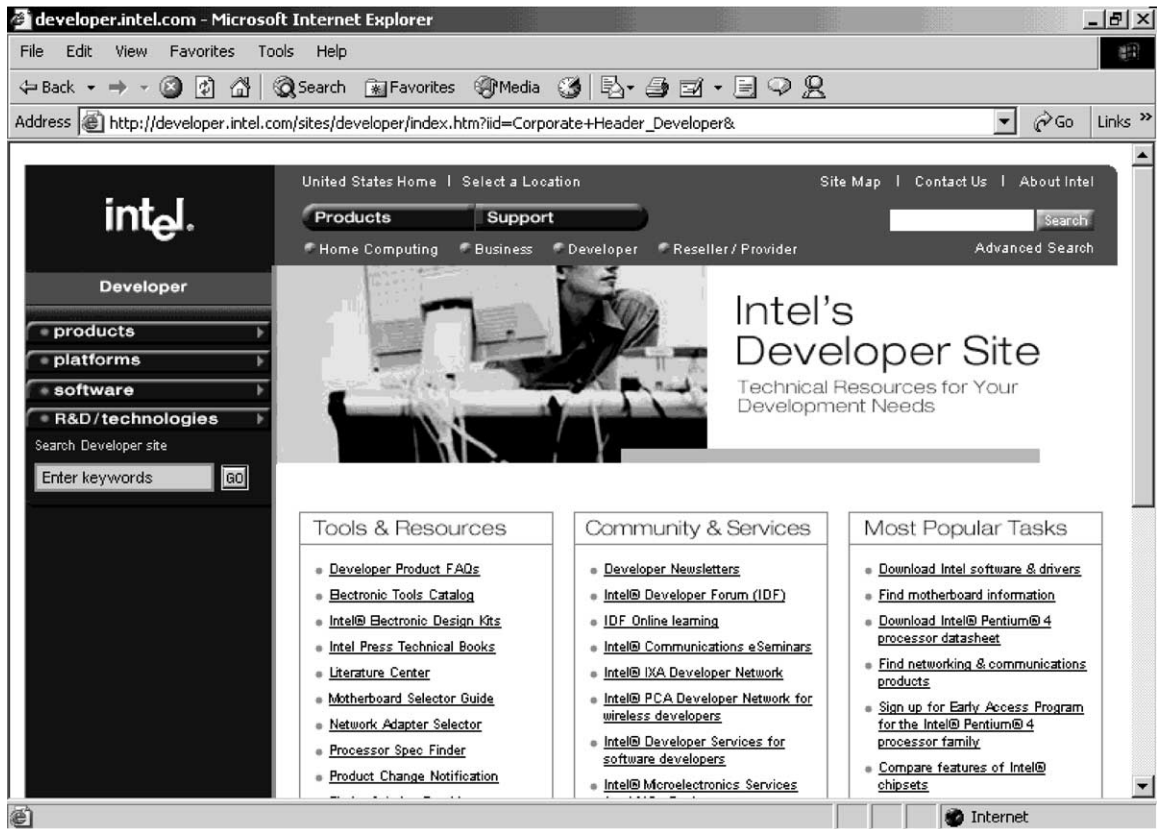 developer.intel.com - Microsoft Internet Explorer
File Edit View Favorites Tools Help
Back Search Favorites Media
Address http://developer.intel.com/sites/developer/index.htm?iid=Corporate+Header_Developer& Go Links »
United States Home | Select a Location Site Map | Contact Us | About Intel
intel.
Products Support Search
Home Computing Business Developer Reseller / Provider Advanced Search
Developer
products
platforms
software
R&D/technologies
Search Developer site
Enter keywords GO
Intel's
Developer Site
Technical Resources for Your
Development Needs
Tools & Resources
Developer Product FAQs
Electronic Tools Catalog
Intel® Electronic Design Kits
Intel Press Technical Books
Literature Center
Motherboard Selector Guide
Network Adapter Selector
Processor Spec Finder
Product Change Notification
Community & Services
Developer Newsletters
Intel® Developer Forum (IDF)
IDF Online learning
Intel® Communications eSeminars
Intel® IXA Developer Network
Intel® PCA Developer Network for
wireless developers
Intel® Developer Services for
software developers
Intel® Microelectronics Services
Most Popular Tasks
Download Intel software & drivers
Find motherboard information
Download Intel® Pentium® 4
processor datasheet
Find networking & communications
products
Sign up for Early Access Program
for the Intel® Pentium® 4
processor family
Compare features of Intel®
chipsets
Internet